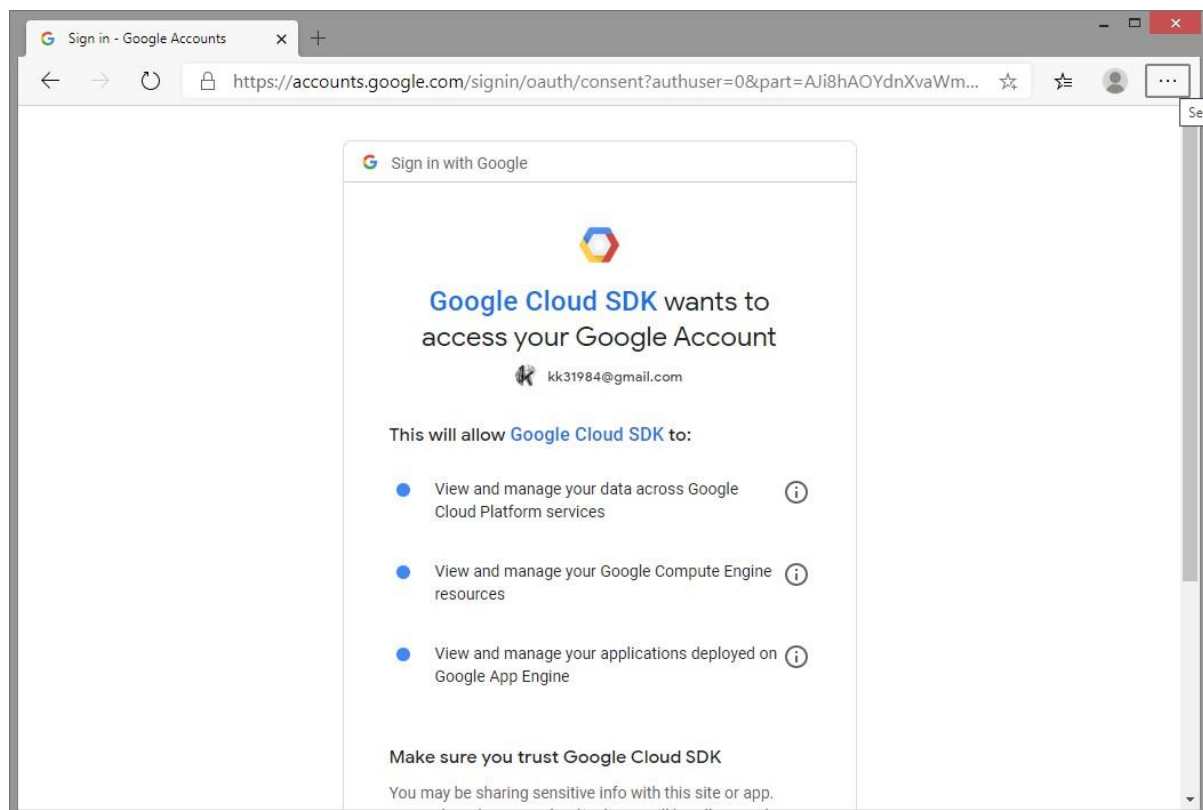 Sign in - Google Accounts
https://accounts.google.com/signin/oauth/consent?authuser=0&part=AJi8hAOYdnXvaWm...
Se
Sign in with Google
Google Cloud SDK wants to
access your Google Account
kk31984@gmail.com
This will allow Google Cloud SDK to:
View and manage your data across Google
Cloud Platform services
View and manage your Google Compute Engine
resources
View and manage your applications deployed on
Google App Engine
Make sure you trust Google Cloud SDK
You may be sharing sensitive info with this site or app.